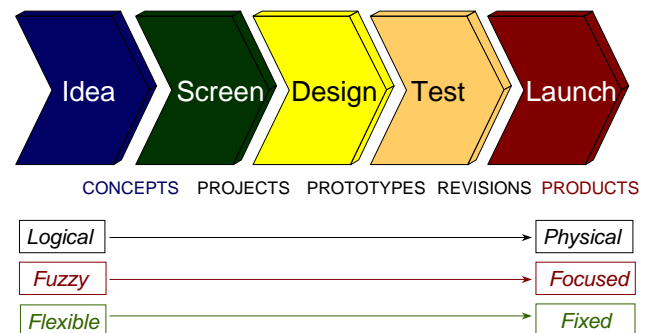 Idea Screen Design Test Launch
CONCEPTS PROJECTS PROTOTYPES REVISIONS PRODUCTS
Logical Physical
Fuzzy Focused
Flexible Fixed